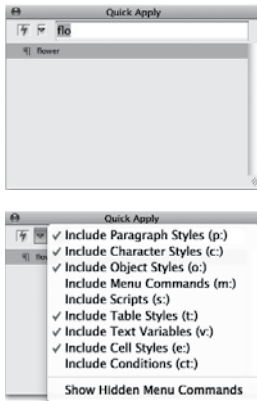 Quick Apply
flo
¶ flower
Quick Apply
✓ Include Paragraph Styles (p:)
✓ Include Character Styles (c:)
✓ Include Object Styles (o:)
Include Menu Commands (m:)
Include Scripts (s:)
✓ Include Table Styles (t:)
✓ Include Text Variables (v:)
✓ Include Cell Styles (e:)
Include Conditions (ct:)
Show Hidden Menu Commands
¶ flo